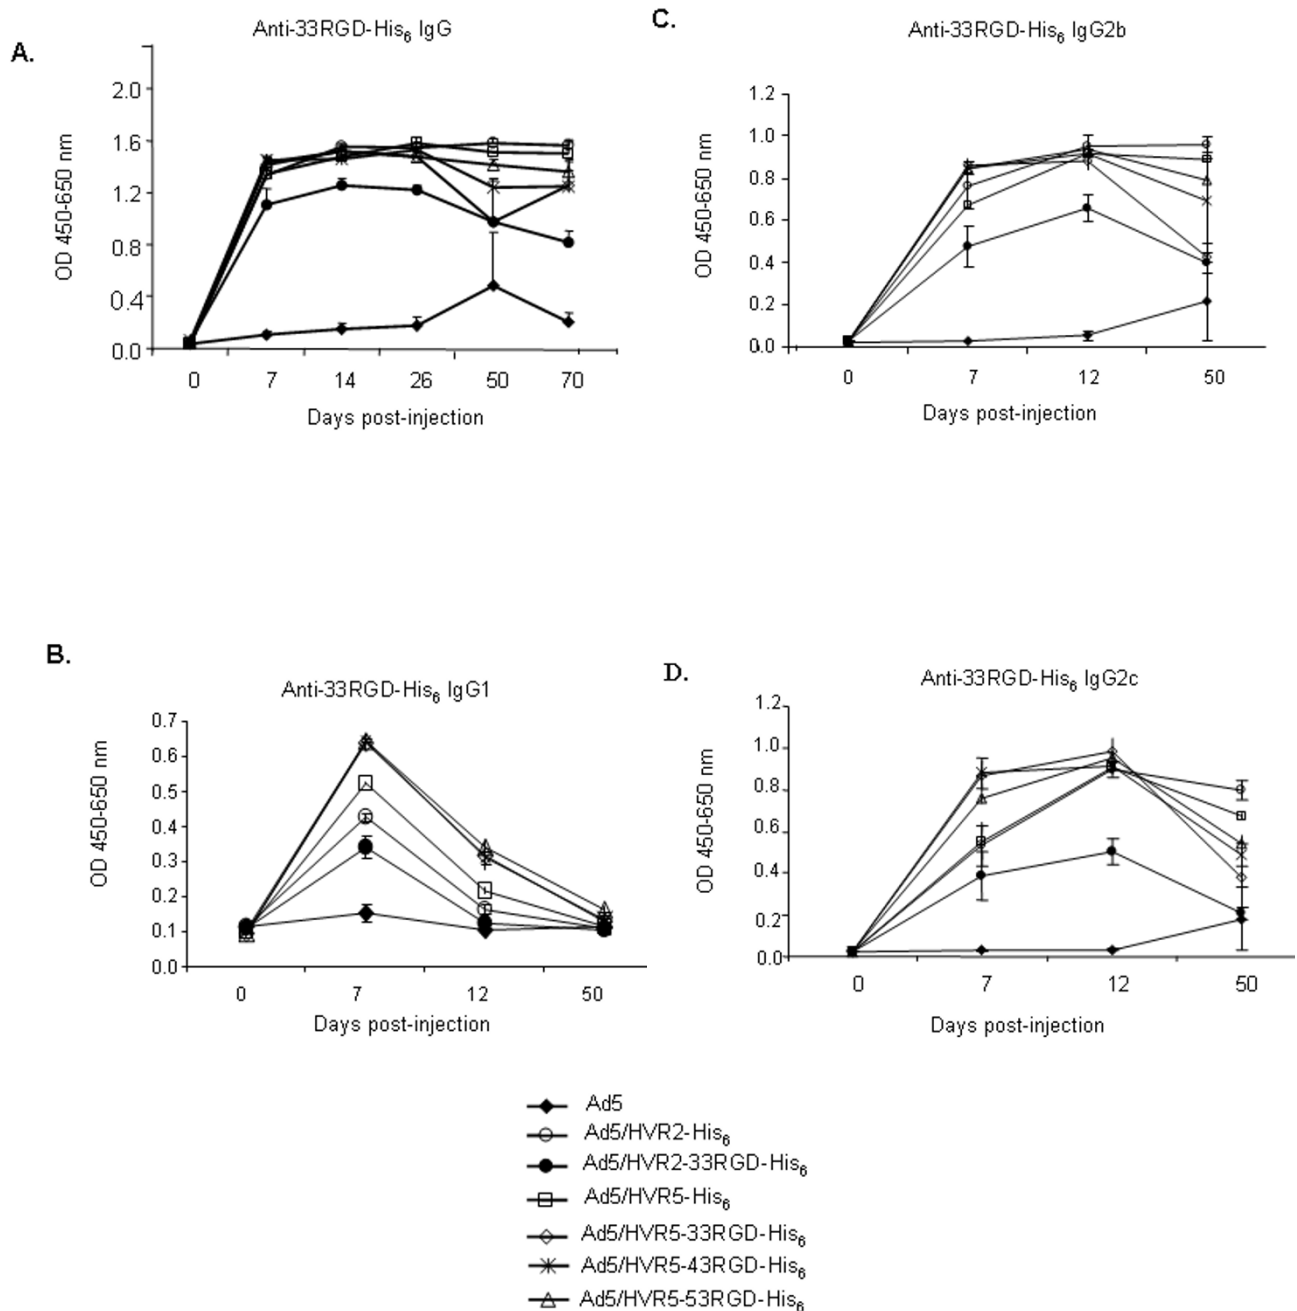 A.
Anti-33RGD-His6 IgG
OD 450-650 nm
2.0
1.6
1.2
0.8
0.4
0.0
0 7 14 26 50 70
Days post-injection
C.
Anti-33RGD-His6 IgG2b
OD 450-650 nm
1.2
1.0
0.8
0.6
0.4
0.2
0.0
0 7 12 50
Days post-injection
B.
Anti-33RGD-His6 IgG1
OD 450-650 nm
0.7
0.6
0.5
0.4
0.3
0.2
0.1
0.0
0 7 12 50
Days post-injection
D.
Anti-33RGD-His6 IgG2c
OD 450-650 nm
1.2
1.0
0.8
0.6
0.4
0.2
0.0
0 7 12 50
Days post-injection
Ad5
Ad5/HVR2-His6
Ad5/HVR2-33RGD-His6
Ad5/HVR5-His6
Ad5/HVR5-33RGD-His6
Ad5/HVR5-43RGD-His6
Ad5/HVR5-53RGD-His6